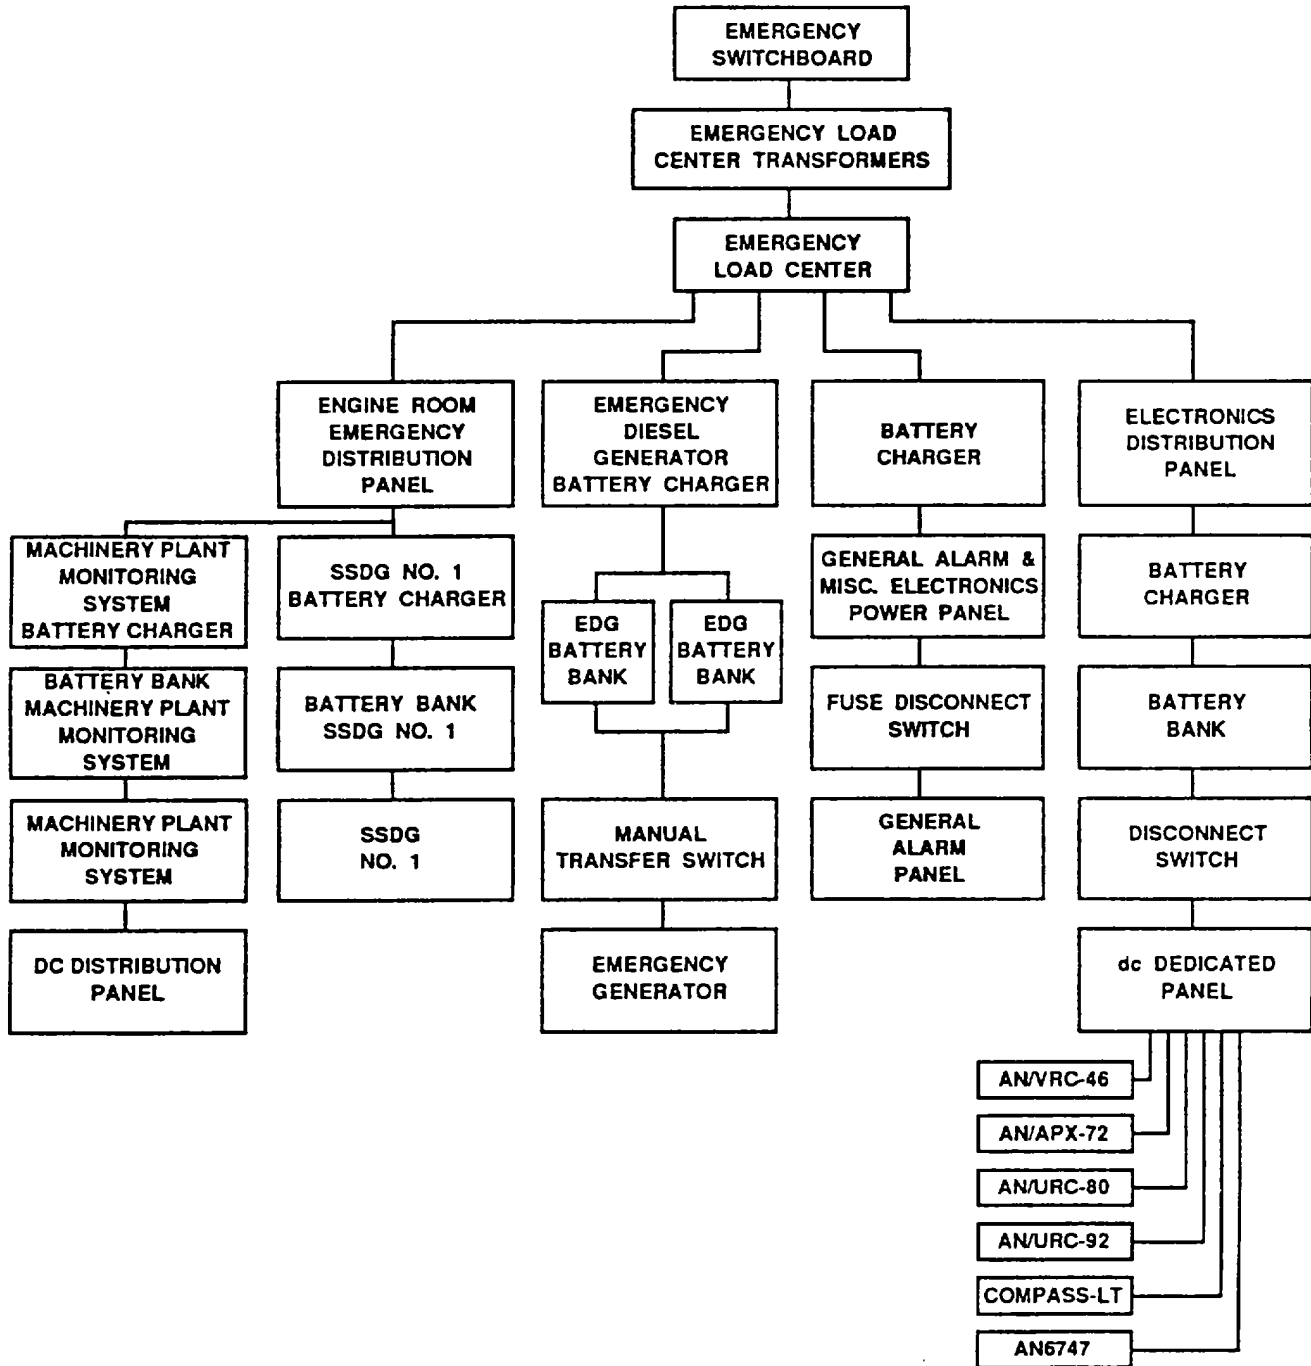 EMERGENCY
SWITCHBOARD
EMERGENCY LOAD
CENTER TRANSFORMERS
EMERGENCY
LOAD CENTER
ENGINE ROOM
EMERGENCY
DISTRIBUTION
PANEL
EMERGENCY
DIESEL
GENERATOR
BATTERY CHARGER
BATTERY
CHARGER
ELECTRONICS
DISTRIBUTION
PANEL
MACHINERY PLANT
MONITORING
SYSTEM
BATTERY CHARGER
SSDG NO. 1
BATTERY CHARGER
EDG
BATTERY
BANK
EDG
BATTERY
BANK
GENERAL ALARM &
MISC. ELECTRONICS
POWER PANEL
BATTERY
CHARGER
BATTERY BANK
MACHINERY PLANT
MONITORING
SYSTEM
BATTERY BANK
SSDG NO. 1
FUSE DISCONNECT
SWITCH
BATTERY
BANK
MACHINERY PLANT
MONITORING
SYSTEM
SSDG
NO. 1
MANUAL
TRANSFER SWITCH
GENERAL
ALARM
PANEL
DISCONNECT
SWITCH
DC DISTRIBUTION
PANEL
EMERGENCY
GENERATOR
dc DEDICATED
PANEL
AN/VRC-46
AN/APX-72
AN/URC-80
AN/URC-92
COMPASS-LT
AN6747